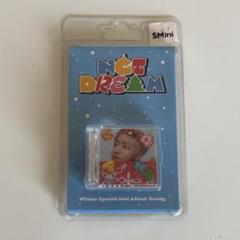 SMini
NCT
DREAM
Winter Special Mini Album 'Candy'